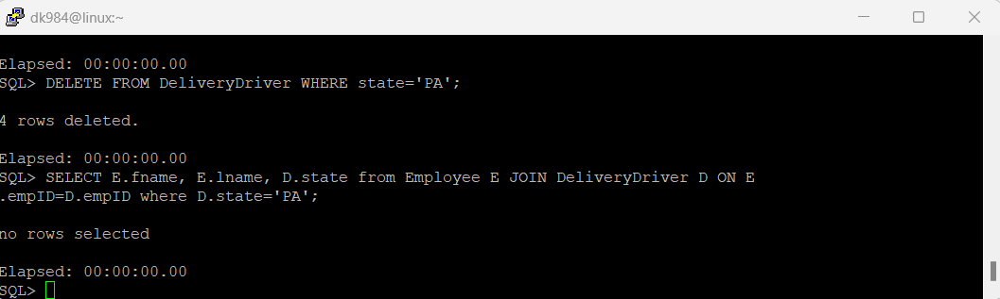 dk984@linux:~
Elapsed: 00:00:00.00
SQL> DELETE FROM DeliveryDriver WHERE state='PA';
4 rows deleted.
Elapsed: 00:00:00.00
SQL> SELECT E.fname, E.lname, D.state from Employee E JOIN DeliveryDriver D ON E
.empID=D.empID where D.state='PA';
no rows selected
Elapsed: 00:00:00.00
SQL>